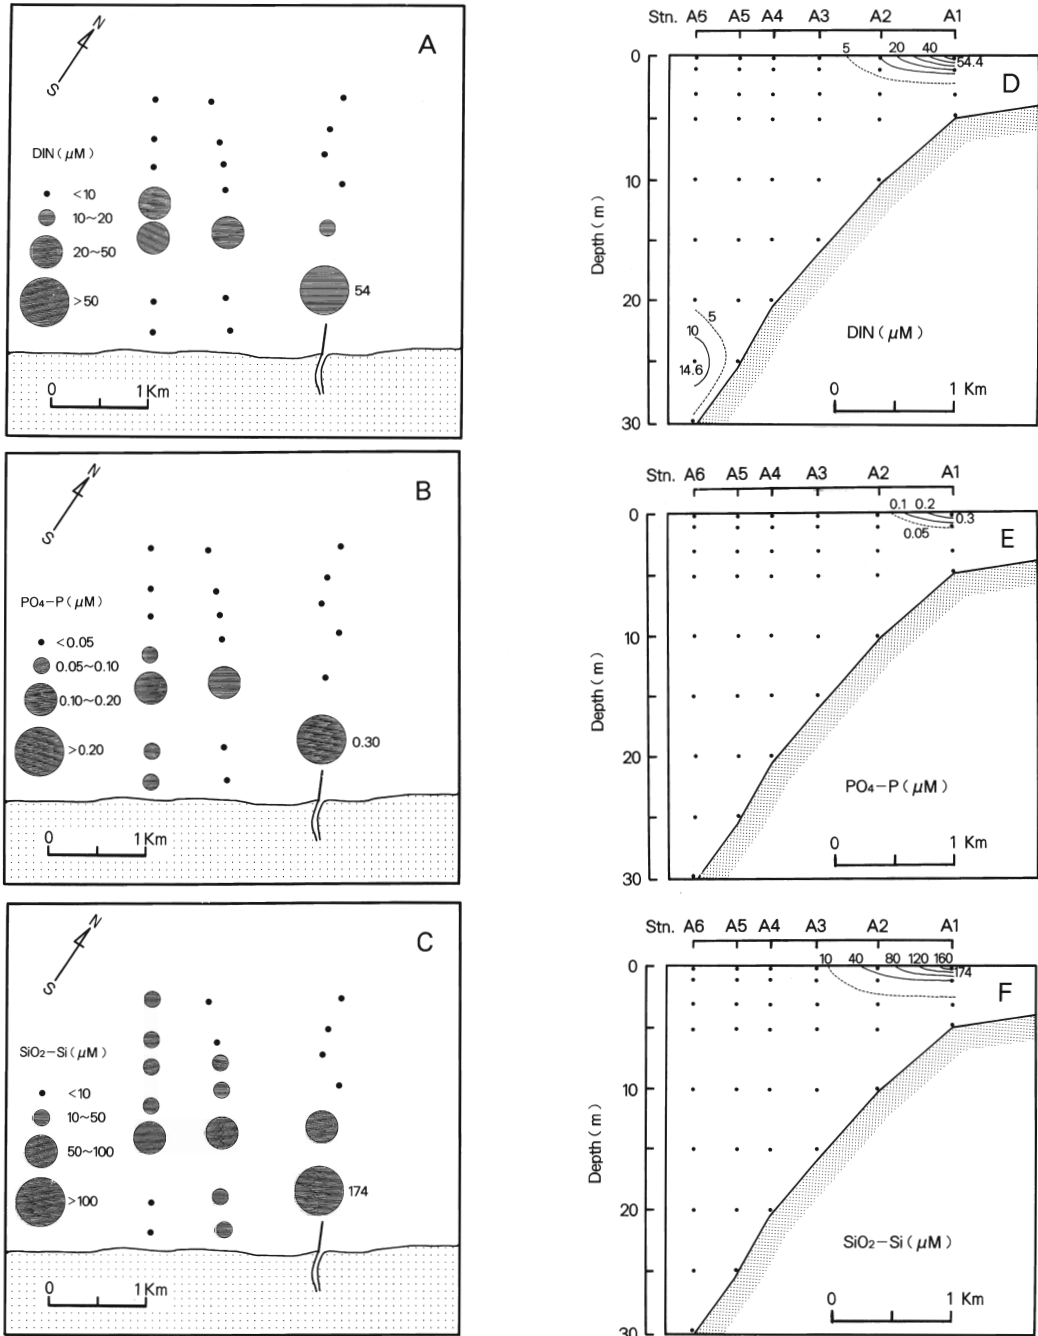 A
N
S
DIN(μM)
<10
10~20
20~50
>50
54
0 1 Km
B
N
S
PO₄-P(μM)
<0.05
0.05~0.10
0.10~0.20
>0.20
0.30
0 1 Km
C
N
S
SiO₂-Si(μM)
<10
10~50
50~100
>100
174
0 1 Km
Stn. A6 A5 A4 A3 A2 A1
5 20 40
54.4
D
0
10
20
30
Depth(m)
5
10
14.6
DIN(μM)
0 1 Km
Stn. A6 A5 A4 A3 A2 A1
0.1 0.2
0.3
0.05
E
0
10
20
30
Depth(m)
PO₄-P(μM)
0 1 Km
Stn. A6 A5 A4 A3 A2 A1
10 40 80 120 160
174
F
0
10
20
30
Depth(m)
SiO₂-Si(μM)
0 1 Km